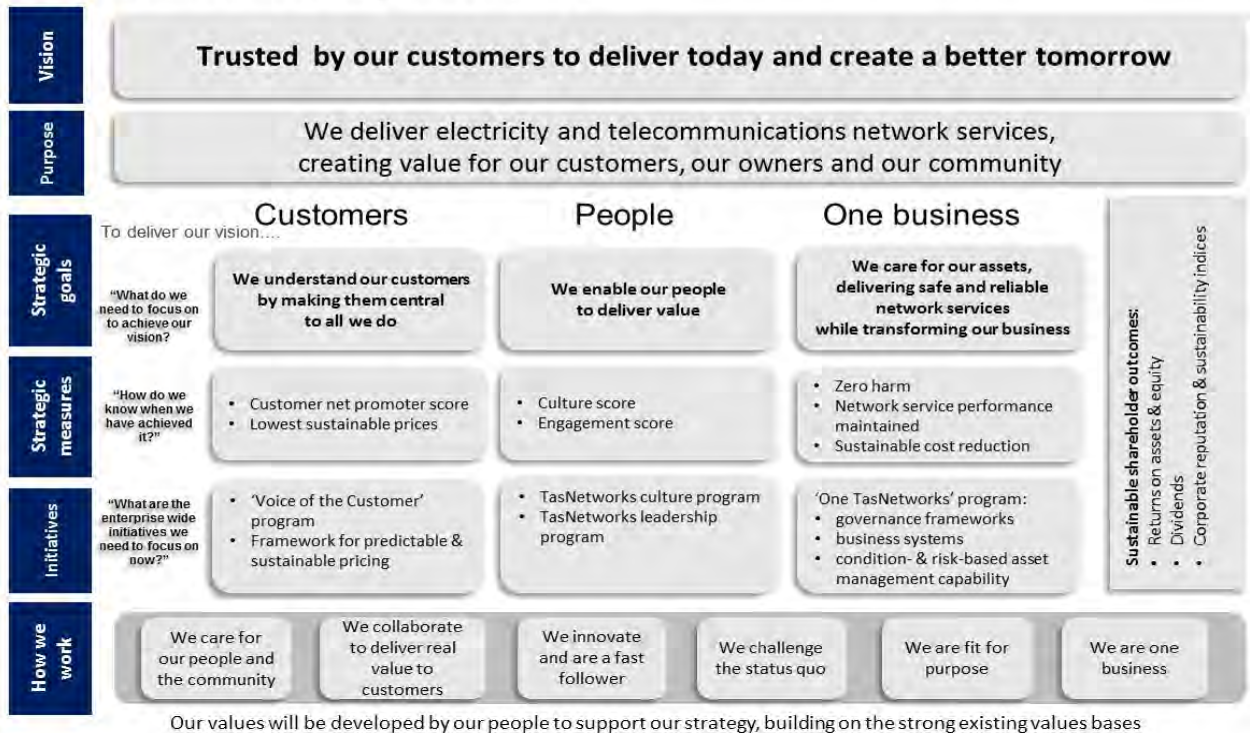 Vision
Trusted by our customers to deliver today and create a better tomorrow
Purpose
We deliver electricity and telecommunications network services,
creating value for our customers, our owners and our community
Customers
People
One business
Strategic
goals
To deliver our vision....
"What do we
need to focus on
to achieve our
vision?
We understand our customers
by making them central
to all we do
We enable our people
to deliver value
We care for our assets,
delivering safe and reliable
network services
while transforming our business
Strategic
measures
"How do we
know when we
have achieved
it?"
• Customer net promoter score
• Lowest sustainable prices
• Culture score
• Engagement score
• Zero harm
• Network service performance
maintained
• Sustainable cost reduction
Initiatives
"What are the
enterprise wide
initiatives we
need to focus on
now?"
• 'Voice of the Customer'
program
• Framework for predictable &
sustainable pricing
• TasNetworks culture program
• TasNetworks leadership
program
'One TasNetworks' program:
• governance frameworks
• business systems
• condition- & risk-based asset
management capability
Sustainable shareholder outcomes:
• Returns on assets & equity
• Dividends
• Corporate reputation & sustainability indices
How we
work
We care for
our people and
the community
We collaborate
to deliver real
value to
customers
We innovate
and are a fast
follower
We challenge
the status quo
We are fit for
purpose
We are one
business
Our values will be developed by our people to support our strategy, building on the strong existing values bases